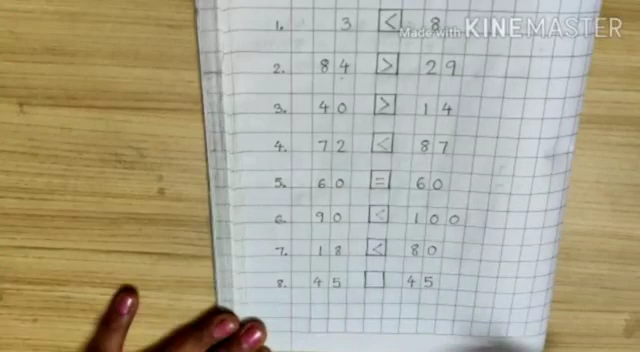 1. 3 < 8
Made with KINEMASTER
2. 84 > 29
3. 40 > 14
4. 72 < 87
5. 60 = 60
6. 90 < 100
7. 18 < 80
8. 45 □ 45